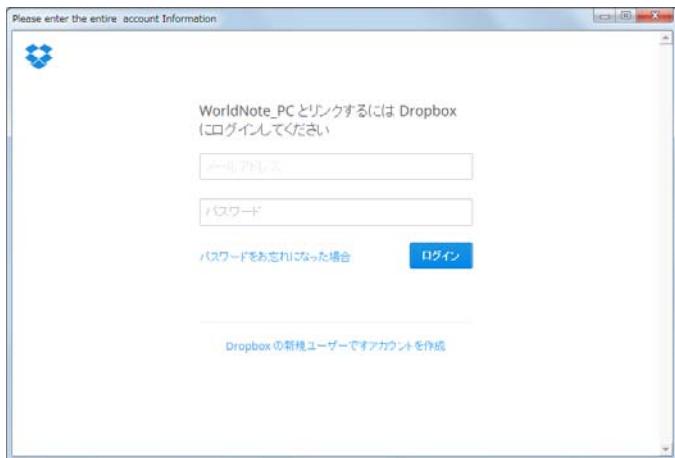 Please enter the entire account Information
WorldNote_PC とリンクするには Dropbox
にログインしてください
メールアドレス
パスワード
パスワードをお忘れになった場合
ログイン
Dropbox の新規ユーザーですアカウントを作成